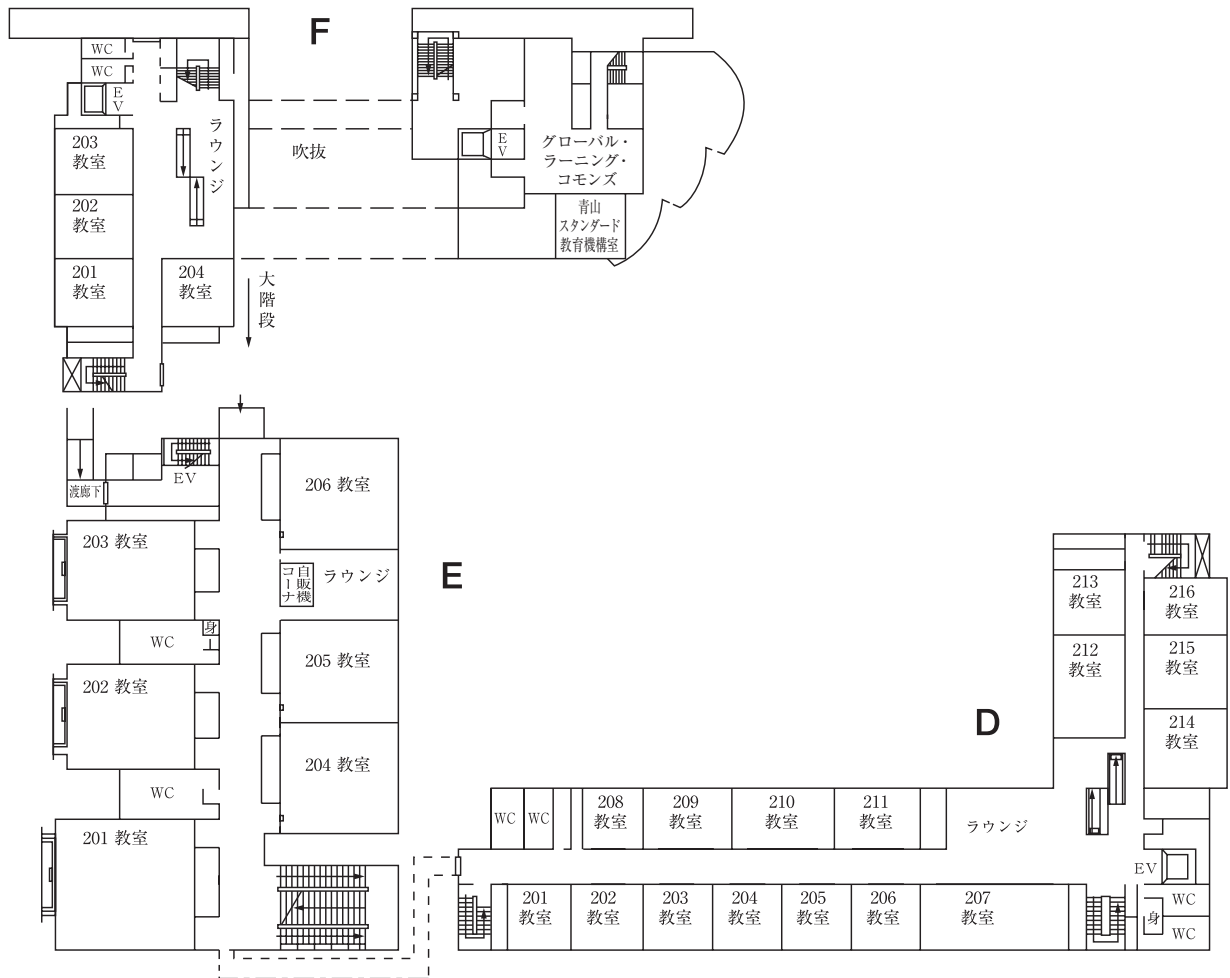 F
WC
WC
EV
ラウンジ
203
教室
202
教室
201
教室
204
教室
吹抜
大階段
EV
グローバル・
ラーニング・
コモンズ
青山
スタンダード
教育機構室
E
EV
渡廊下
206 教室
203 教室
自販機
コーナ
ラウンジ
身
WC
205 教室
202 教室
204 教室
WC
201 教室
D
213
教室
216
教室
212
教室
215
教室
214
教室
WC
WC
208
教室
209
教室
210
教室
211
教室
ラウンジ
EV
201
教室
202
教室
203
教室
204
教室
205
教室
206
教室
207
教室
WC
身
WC